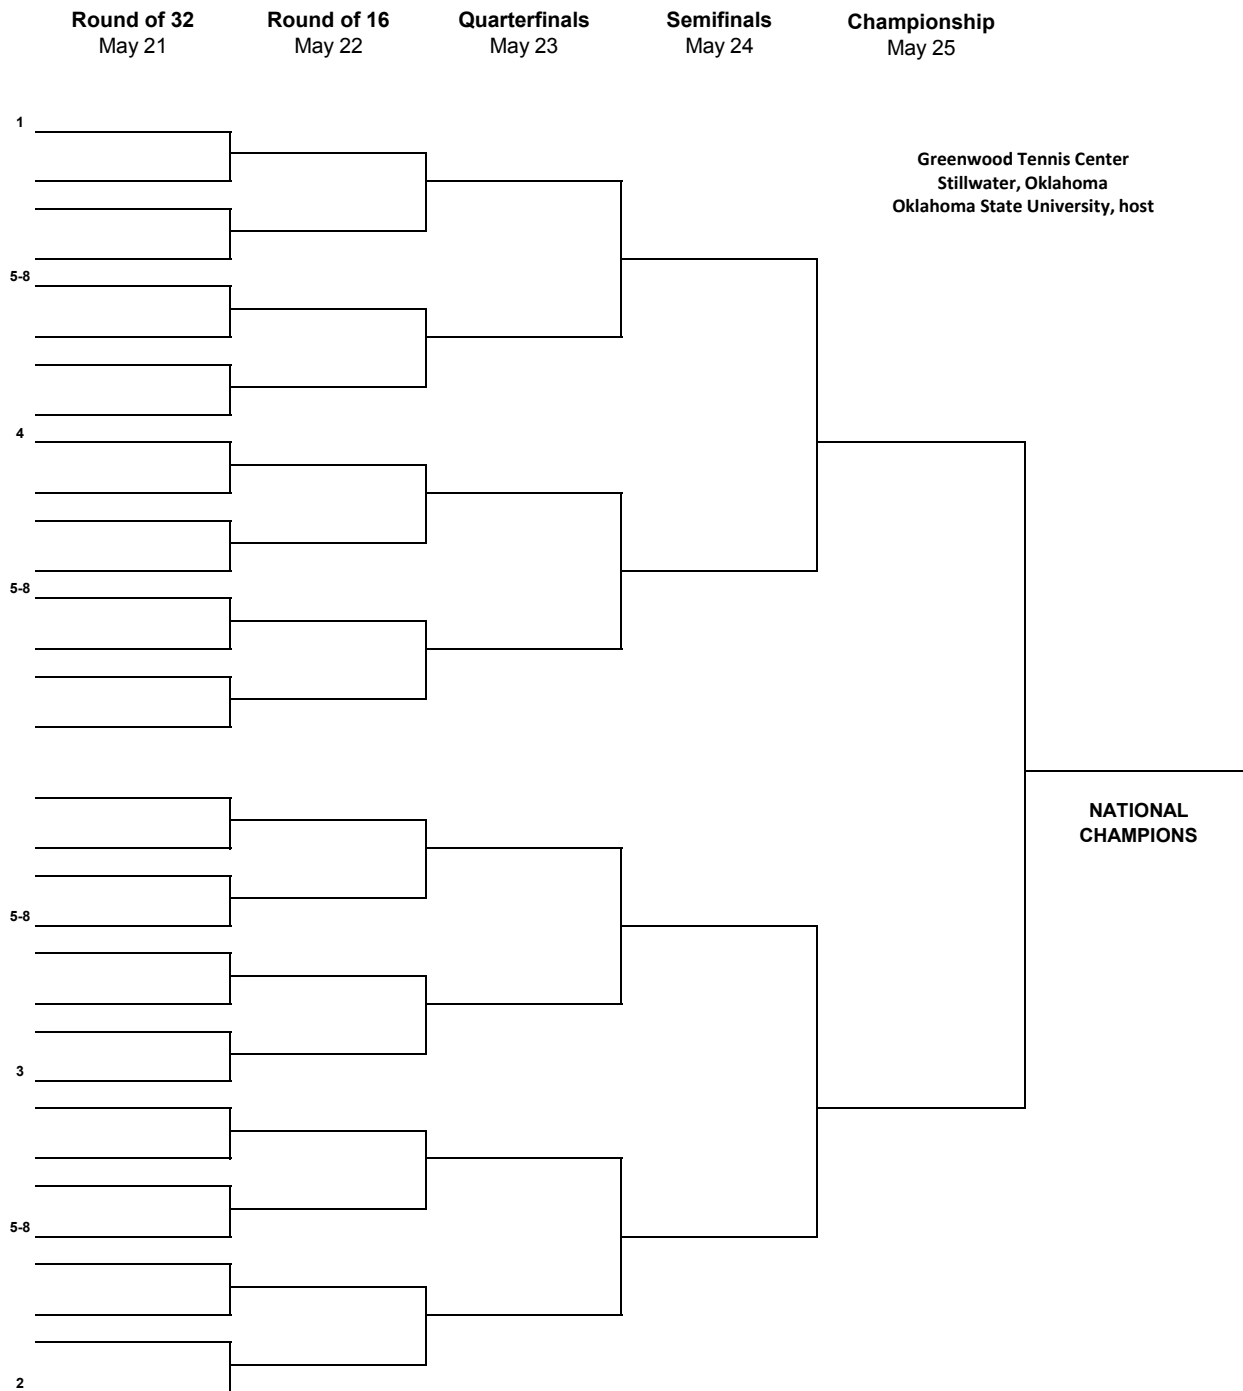 Round of 32
May 21
Round of 16
May 22
Quarterfinals
May 23
Semifinals
May 24
Championship
May 25
Greenwood Tennis Center
Stillwater, Oklahoma
Oklahoma State University, host
1
5-8
4
5-8
NATIONAL
CHAMPIONS
5-8
3
5-8
2